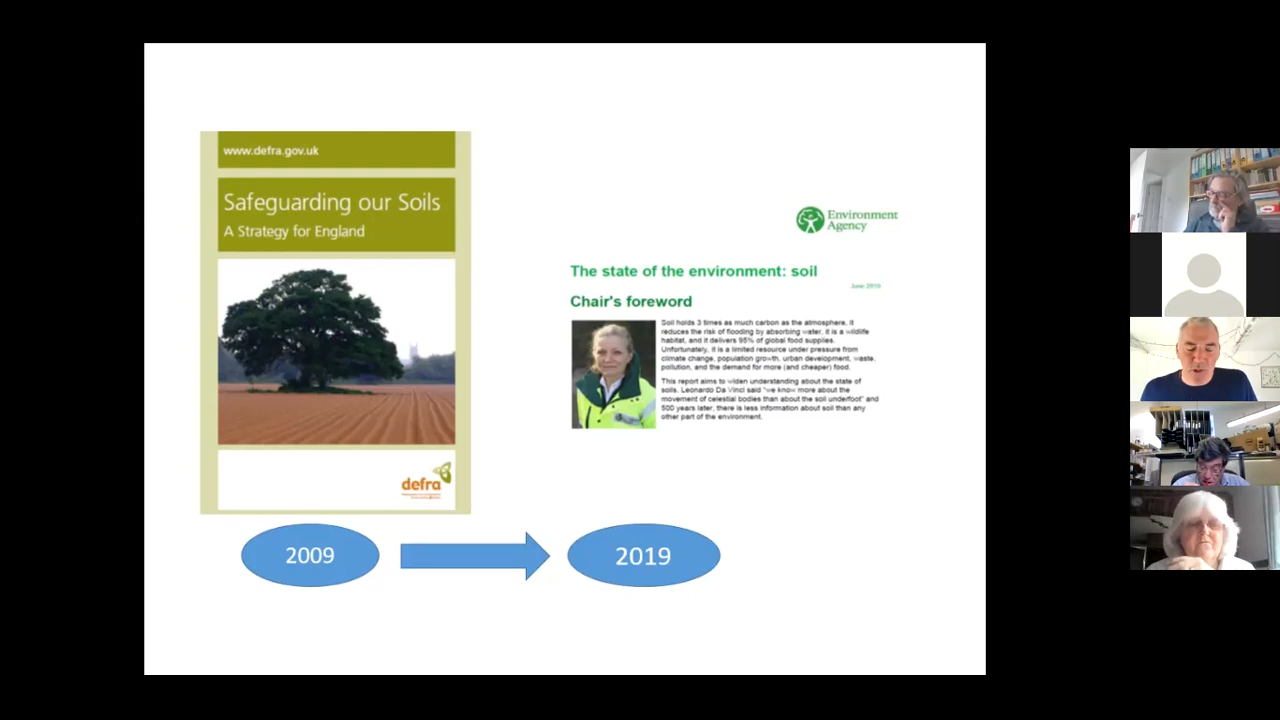 www.defra.gov.uk
Safeguarding our Soils
A Strategy for England
defra
2009
Environment
Agency
The state of the environment: soil
June 2019
Chair's foreword
Soil holds 3 times as much carbon as the atmosphere, it
reduces the risk of flooding by absorbing water, it is a wildlife
habitat, and it delivers 95% of global food supplies.
Unfortunately, it is a limited resource under pressure from
climate change, population growth, urban development, waste,
pollution, and the demand for more (and cheaper) food.
This report aims to widen understanding about the state of
soils. Leonardo Da Vinci said "we know more about the
movement of celestial bodies than about the soil underfoot" and
500 years later, there is less information about soil than any
other part of the environment.
2019